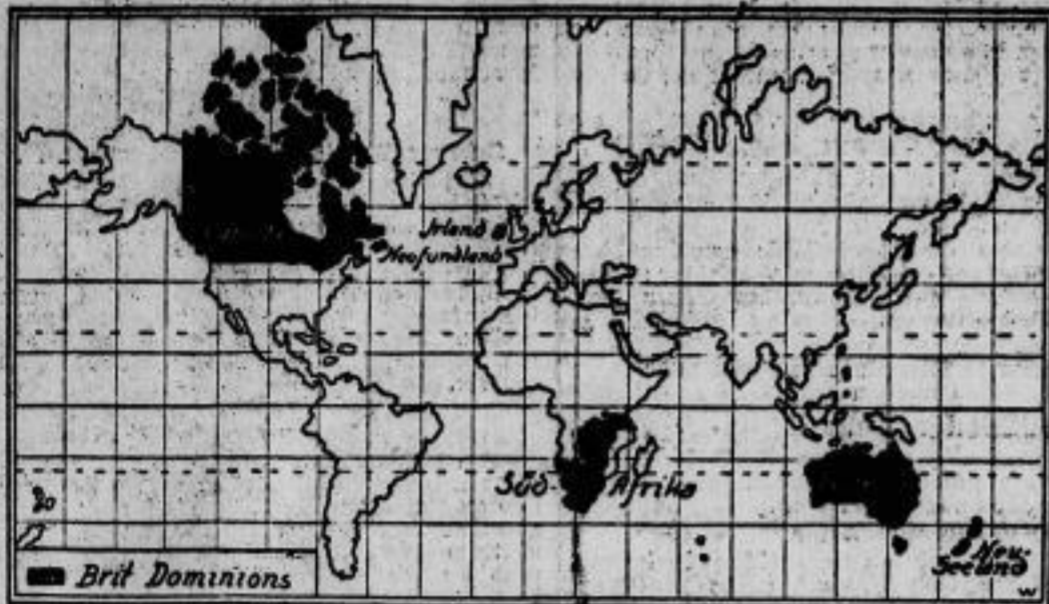 Irland
Neufundland
Süd-Afrika
Neu-
Seeland
Brit Dominions
W